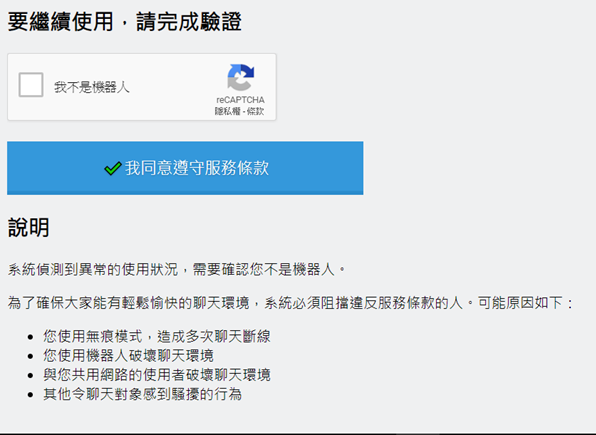 要繼續使用，請完成驗證
我不是機器人
reCAPTCHA
隱私權 - 條款
我同意遵守服務條款
說明
系統偵測到異常的使用狀況，需要確認您不是機器人。
為了確保大家能有輕鬆愉快的聊天環境，系統必須阻擋違反服務條款的人。可能原因如下：
您使用無痕模式，造成多次聊天斷線
您使用機器人破壞聊天環境
與您共用網路的使用者破壞聊天環境
其他令聊天對象感到騷擾的行為